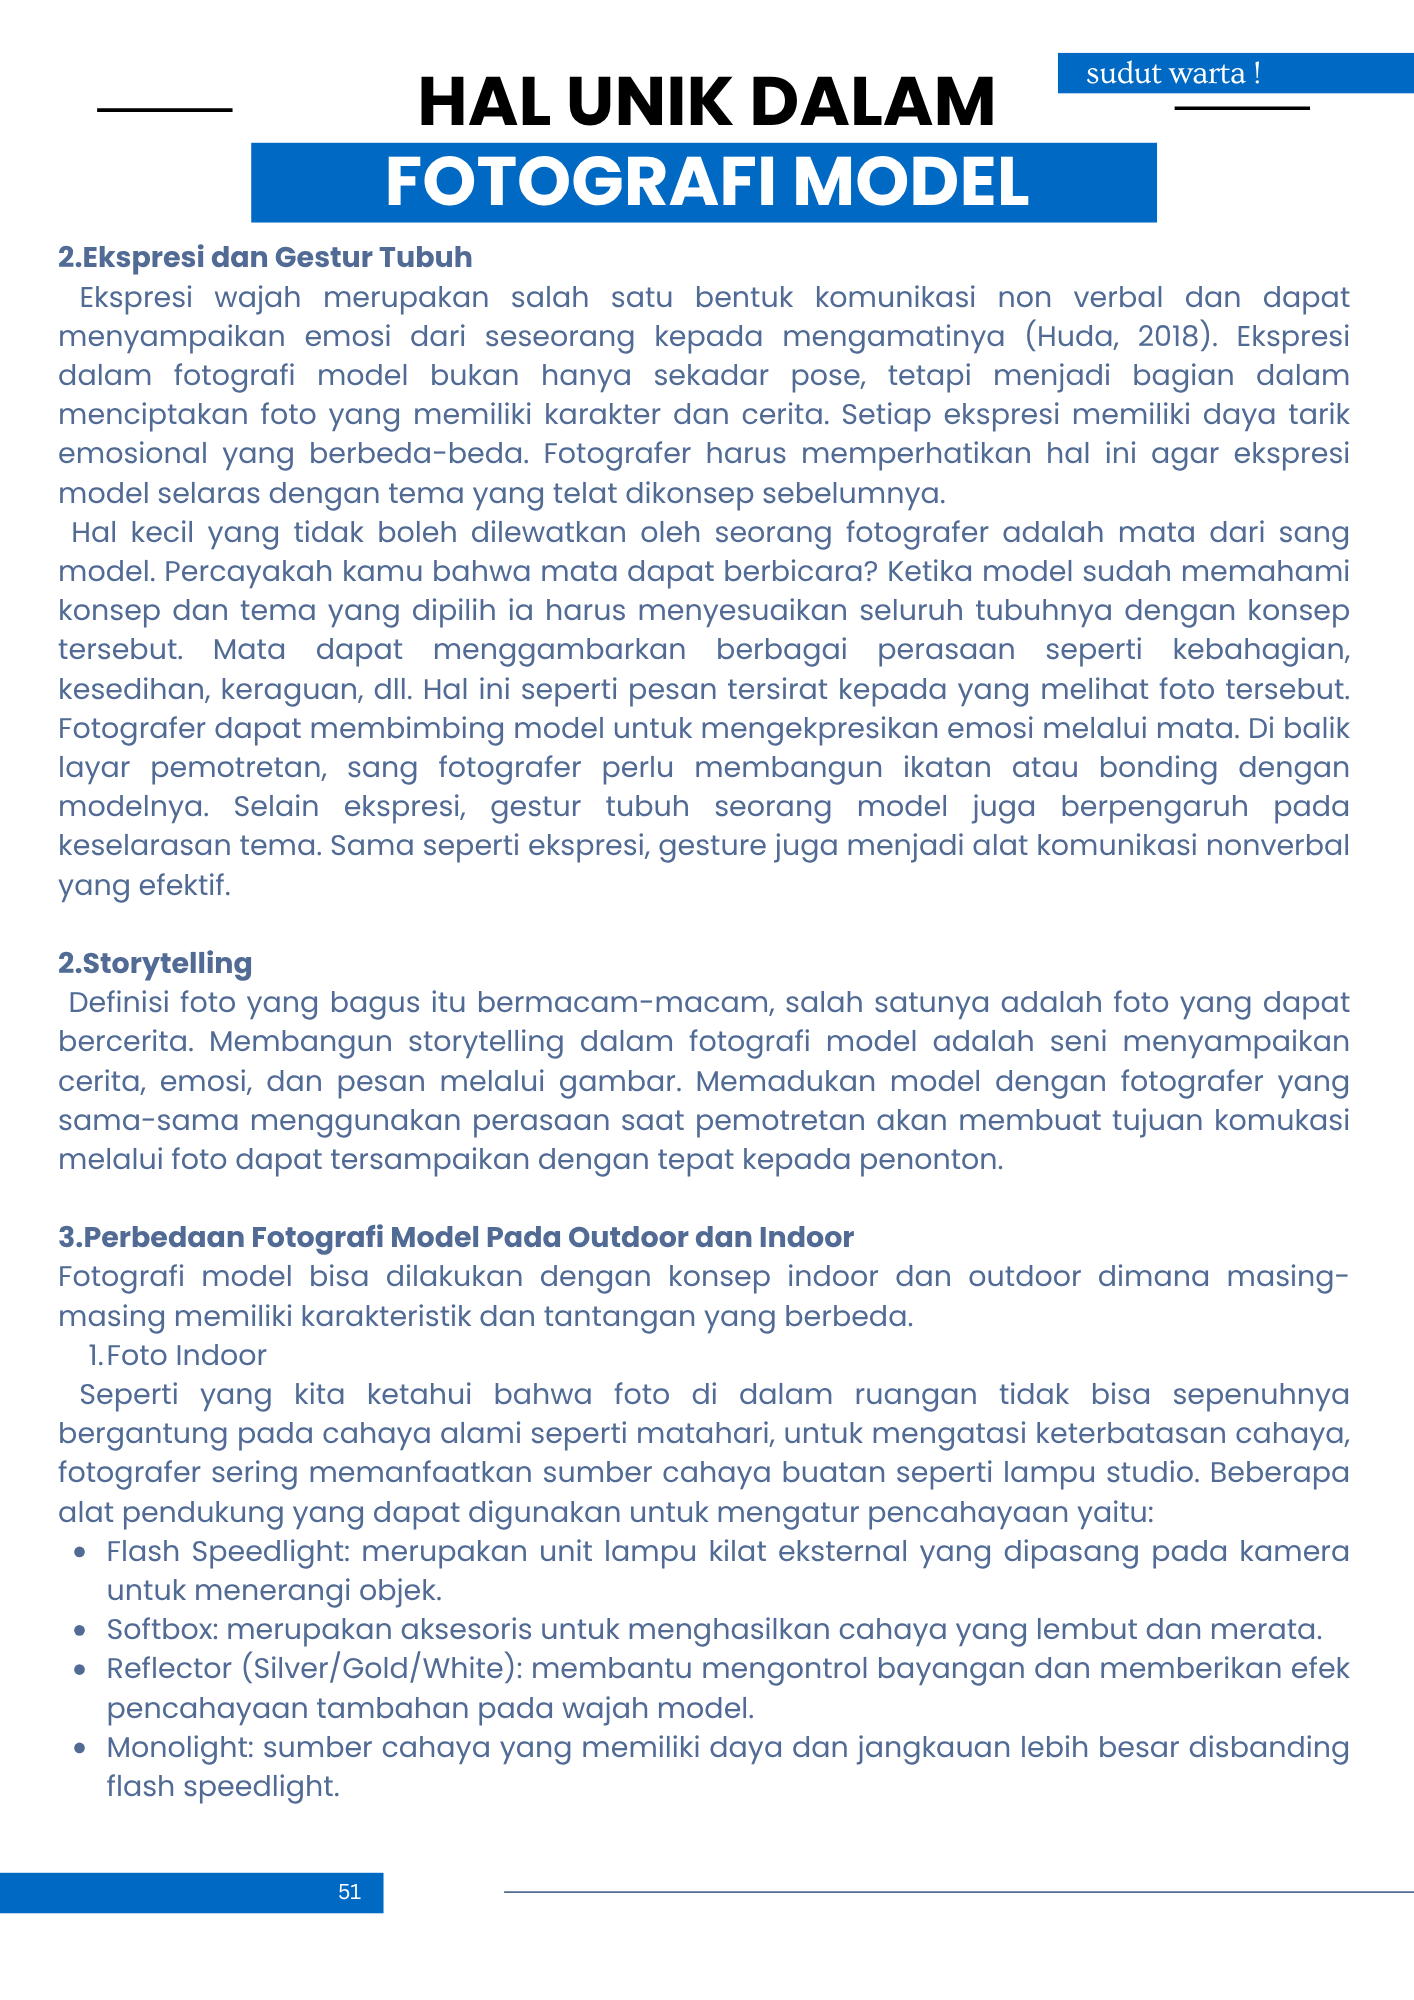 sudut warta !
HAL UNIK DALAM
FOTOGRAFI MODEL
2.Ekspresi dan Gestur Tubuh
Ekspresi wajah merupakan salah satu bentuk komunikasi non verbal dan dapat
menyampaikan emosi dari seseorang kepada mengamatinya (Huda, 2018). Ekspresi
dalam fotografi model bukan hanya sekadar pose, tetapi menjadi bagian dalam
menciptakan foto yang memiliki karakter dan cerita. Setiap ekspresi memiliki daya tarik
emosional yang berbeda-beda. Fotografer harus memperhatikan hal ini agar ekspresi
model selaras dengan tema yang telat dikonsep sebelumnya.
Hal kecil yang tidak boleh dilewatkan oleh seorang fotografer adalah mata dari sang
model. Percayakah kamu bahwa mata dapat berbicara? Ketika model sudah memahami
konsep dan tema yang dipilih ia harus menyesuaikan seluruh tubuhnya dengan konsep
tersebut. Mata dapat menggambarkan berbagai perasaan seperti kebahagian,
kesedihan, keraguan, dll. Hal ini seperti pesan tersirat kepada yang melihat foto tersebut.
Fotografer dapat membimbing model untuk mengekpresikan emosi melalui mata. Di balik
layar pemotretan, sang fotografer perlu membangun ikatan atau bonding dengan
modelnya. Selain ekspresi, gestur tubuh seorang model juga berpengaruh pada
keselarasan tema. Sama seperti ekspresi, gesture juga menjadi alat komunikasi nonverbal
yang efektif.
2.Storytelling
Definisi foto yang bagus itu bermacam-macam, salah satunya adalah foto yang dapat
bercerita. Membangun storytelling dalam fotografi model adalah seni menyampaikan
cerita, emosi, dan pesan melalui gambar. Memadukan model dengan fotografer yang
sama-sama menggunakan perasaan saat pemotretan akan membuat tujuan komukasi
melalui foto dapat tersampaikan dengan tepat kepada penonton.
3.Perbedaan Fotografi Model Pada Outdoor dan Indoor
Fotografi model bisa dilakukan dengan konsep indoor dan outdoor dimana masing-
masing memiliki karakteristik dan tantangan yang berbeda.
1.Foto Indoor
Seperti yang kita ketahui bahwa foto di dalam ruangan tidak bisa sepenuhnya
bergantung pada cahaya alami seperti matahari, untuk mengatasi keterbatasan cahaya,
fotografer sering memanfaatkan sumber cahaya buatan seperti lampu studio. Beberapa
alat pendukung yang dapat digunakan untuk mengatur pencahayaan yaitu:
• Flash Speedlight: merupakan unit lampu kilat eksternal yang dipasang pada kamera
untuk menerangi objek.
• Softbox: merupakan aksesoris untuk menghasilkan cahaya yang lembut dan merata.
• Reflector (Silver/Gold/White): membantu mengontrol bayangan dan memberikan efek
pencahayaan tambahan pada wajah model.
• Monolight: sumber cahaya yang memiliki daya dan jangkauan lebih besar disbanding
flash speedlight.
51